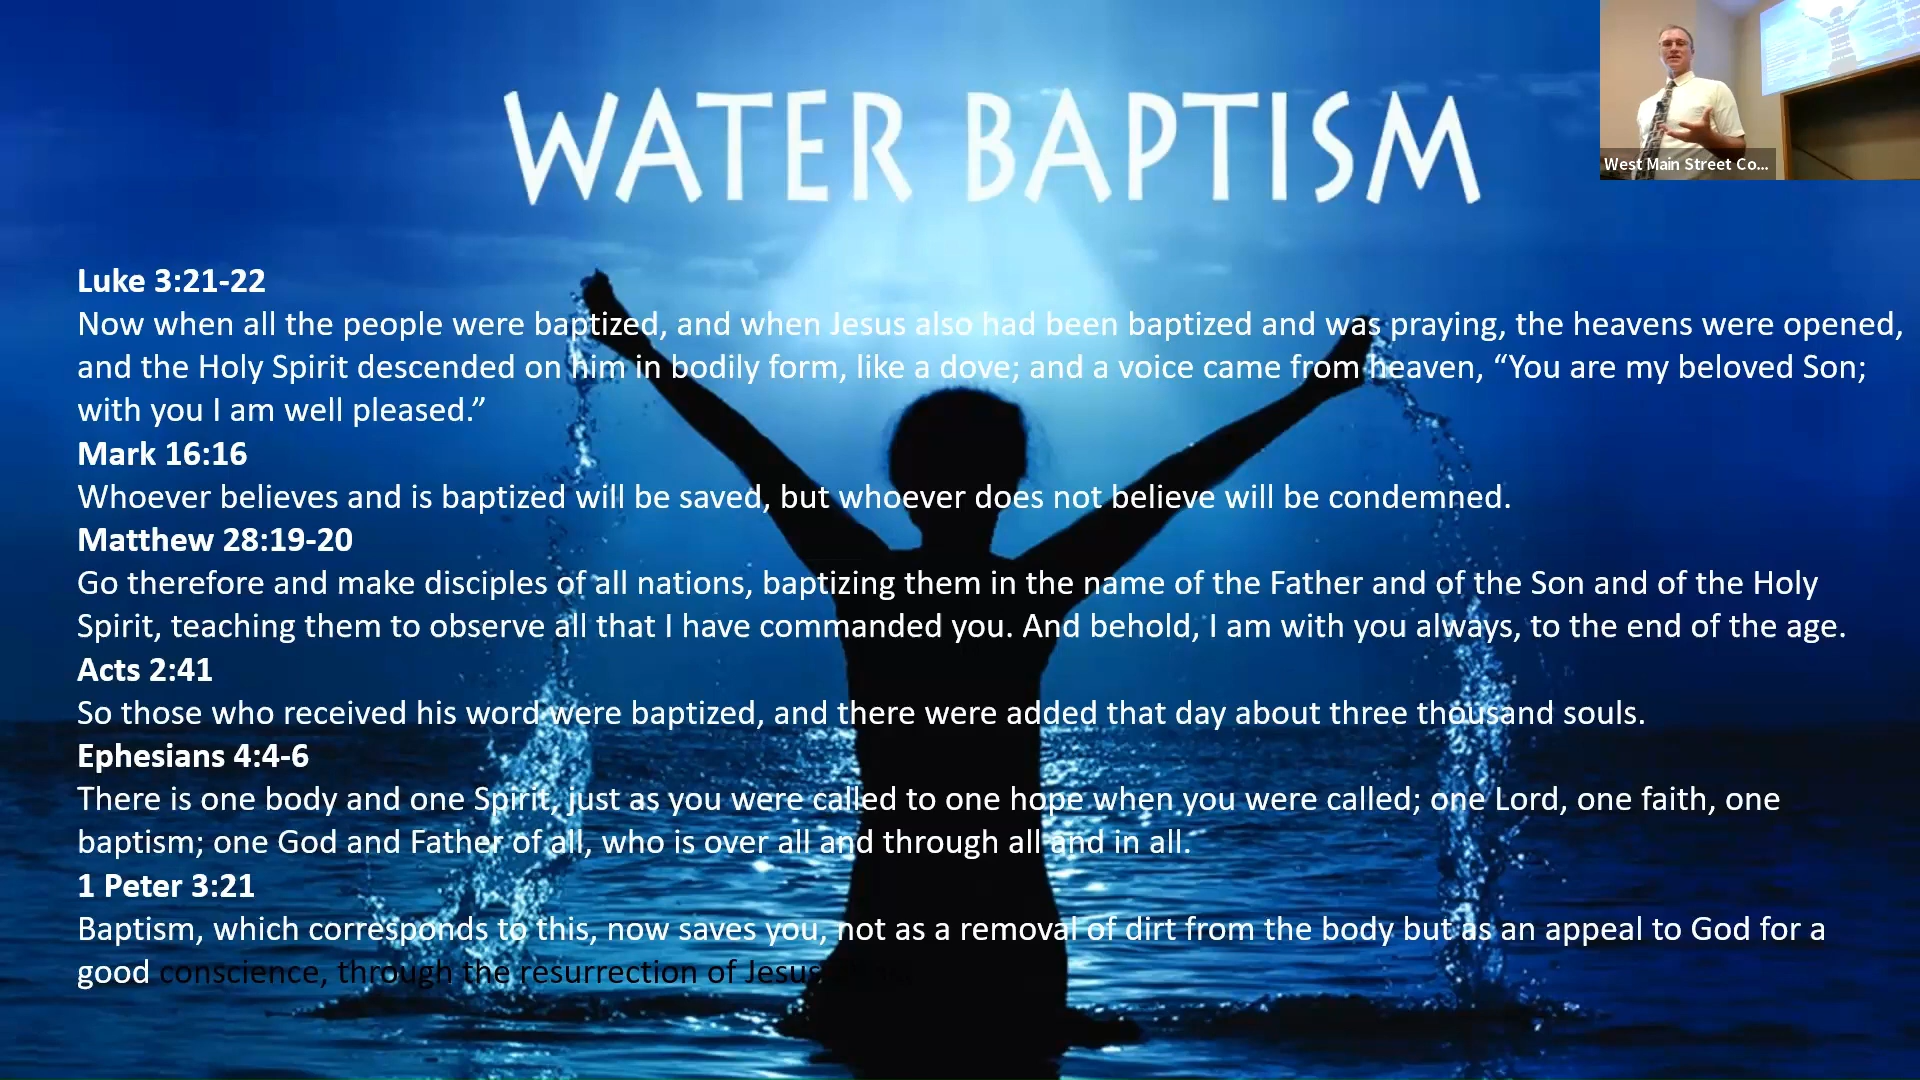 WATER BAPTISM
West Main Street Co...
Luke 3:21-22
Now when all the people were baptized, and when Jesus also had been baptized and was praying, the heavens were opened,
and the Holy Spirit descended on him in bodily form, like a dove; and a voice came from heaven, “You are my beloved Son;
with you I am well pleased.”
Mark 16:16
Whoever believes and is baptized will be saved, but whoever does not believe will be condemned.
Matthew 28:19-20
Go therefore and make disciples of all nations, baptizing them in the name of the Father and of the Son and of the Holy
Spirit, teaching them to observe all that I have commanded you. And behold, I am with you always, to the end of the age.
Acts 2:41
So those who received his word were baptized, and there were added that day about three thousand souls.
Ephesians 4:4-6
There is one body and one Spirit, just as you were called to one hope when you were called; one Lord, one faith, one
baptism; one God and Father of all, who is over all and through all and in all.
1 Peter 3:21
Baptism, which corresponds to this, now saves you, not as a removal of dirt from the body but as an appeal to God for a
good conscience, through the resurrection of Jesus